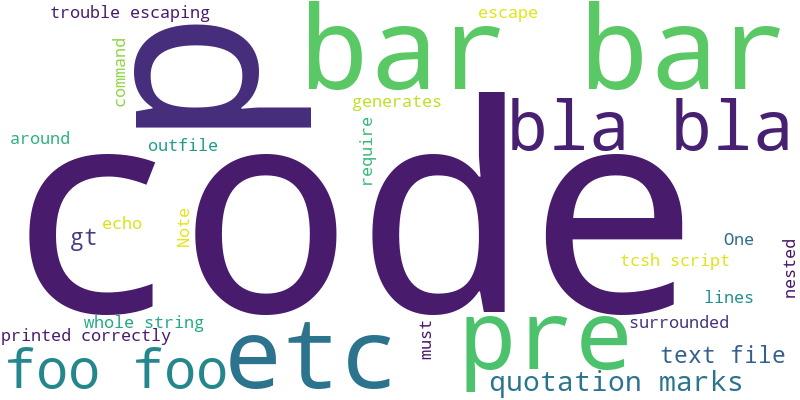 trouble escaping
bar bar
escape
command
p
generates
bla bla
around
outfile
require
code
gt
echo
Note
One
tcsh script
nested
lines
whole string
printed correctly
must
surrounded
foo foo
etc
pre
text file
quotation marks